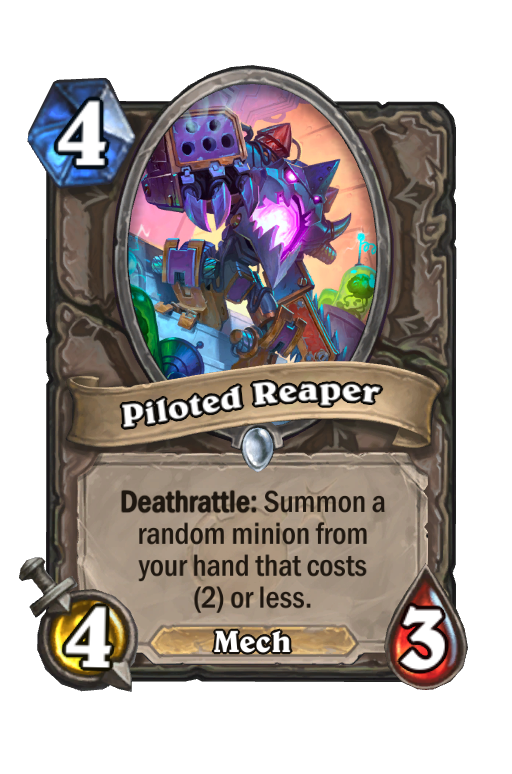 4
Piloted Reaper
Deathrattle: Summon a
random minion from
your hand that costs
(2) or less.
4
Mech
3